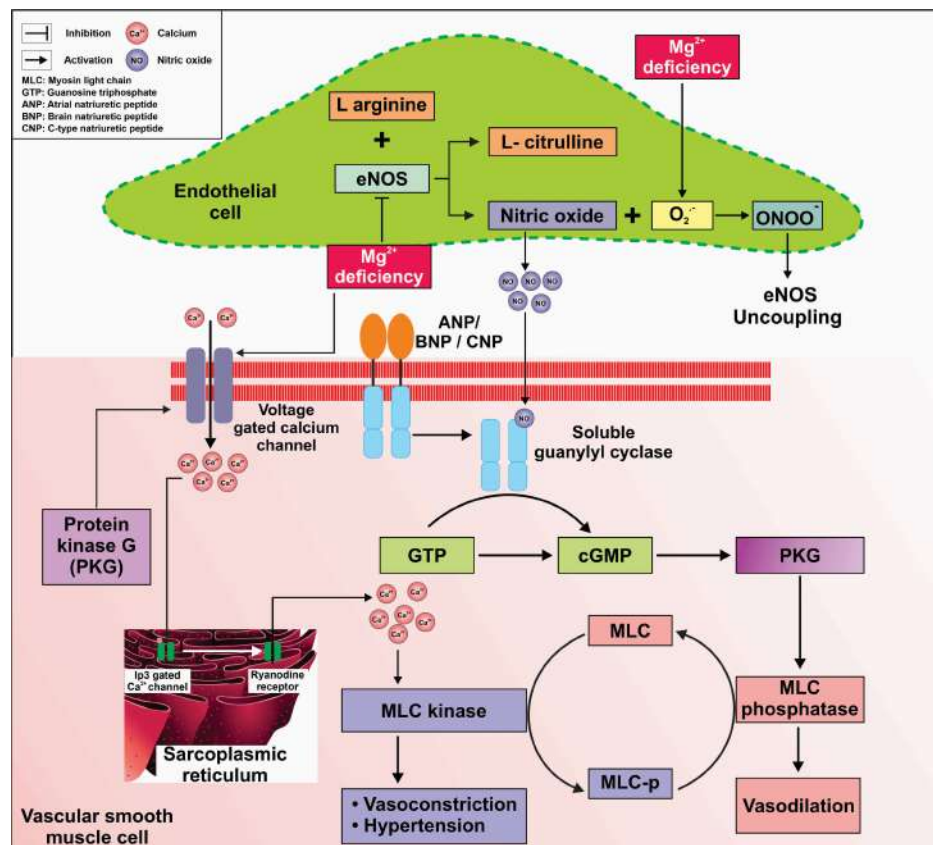 Inhibition
Ca²⁺
Calcium
Activation
NO
Nitric oxide
MLC: Myosin light chain
GTP: Guanosine triphosphate
ANP: Atrial natriuretic peptide
BNP: Brain natriuretic peptide
CNP: C-type natriuretic peptide
Mg²⁺
deficiency
L arginine
+
L- citrulline
eNOS
Endothelial
cell
Nitric oxide
+
O₂·⁻
ONOO⁻
Mg²⁺
deficiency
NO NO NO
NO NO
eNOS
Uncoupling
Ca²⁺ Ca²⁺
ANP/
BNP / CNP
Voltage
gated calcium
channel
NO
Soluble
guanylyl cyclase
Ca²⁺ Ca²⁺ Ca²⁺
Ca²⁺ Ca²⁺
Protein
kinase G
(PKG)
GTP
cGMP
PKG
Ca²⁺ Ca²⁺
Ca²⁺ Ca²⁺ Ca²⁺
Ca²⁺
MLC
Ip3 gated
Ca²⁺ channel
Ryanodine
receptor
MLC kinase
MLC
phosphatase
Sarcoplasmic
reticulum
MLC-p
• Vasoconstriction
• Hypertension
Vasodilation
Vascular smooth
muscle cell